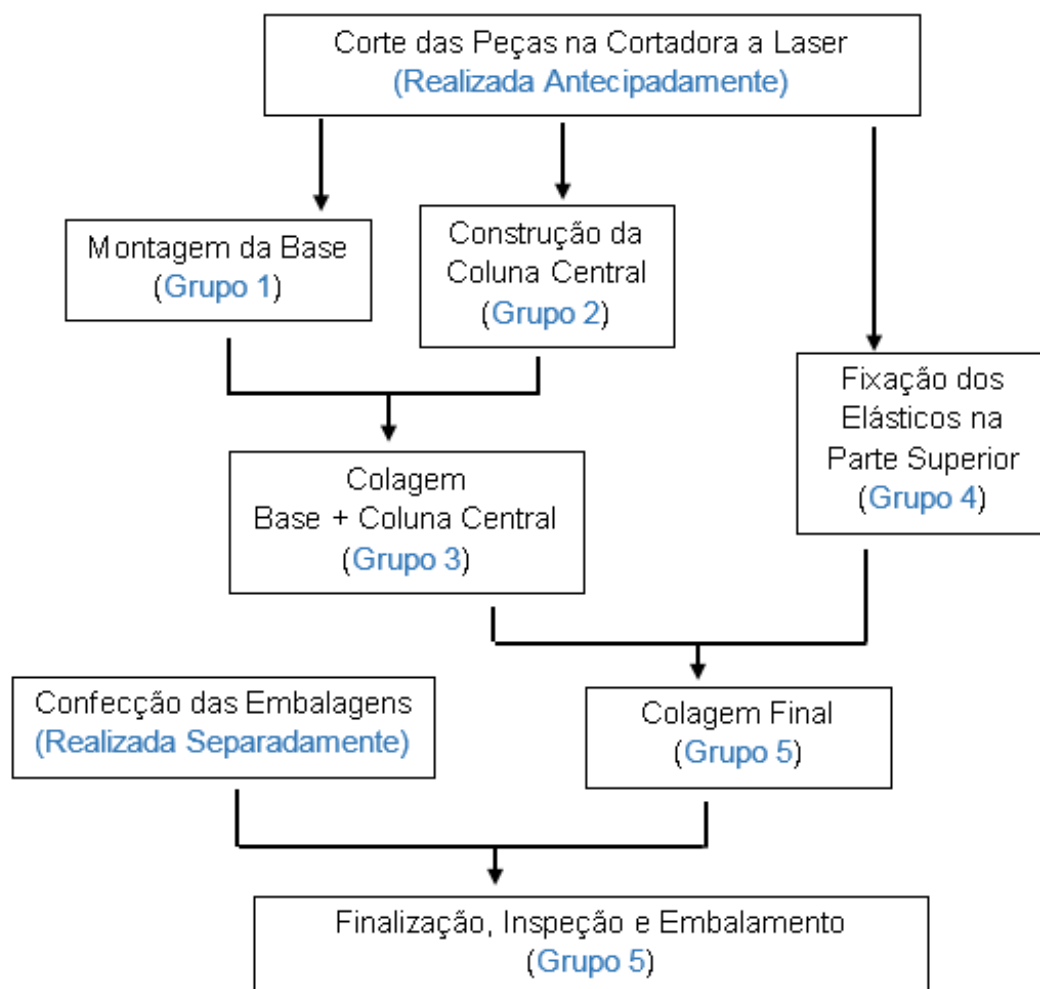 Corte das Peças na Cortadora a Laser
(Realizada Antecipadamente)
Montagem da Base
(Grupo 1)
Construção da
Coluna Central
(Grupo 2)
Fixação dos
Elásticos na
Parte Superior
(Grupo 4)
Colagem
Base + Coluna Central
(Grupo 3)
Confecção das Embalagens
(Realizada Separadamente)
Colagem Final
(Grupo 5)
Finalização, Inspeção e Embalamento
(Grupo 5)